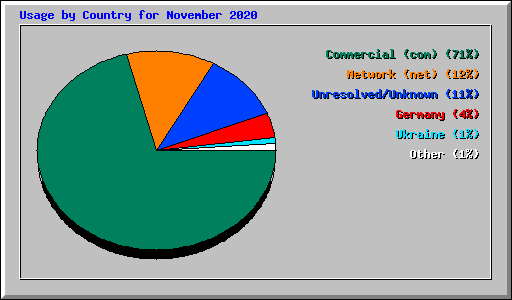 Usage by Country for November 2020
Commercial (com) (71%)
Network (net) (12%)
Unresolved/Unknown (11%)
Germany (4%)
Ukraine (1%)
Other (1%)